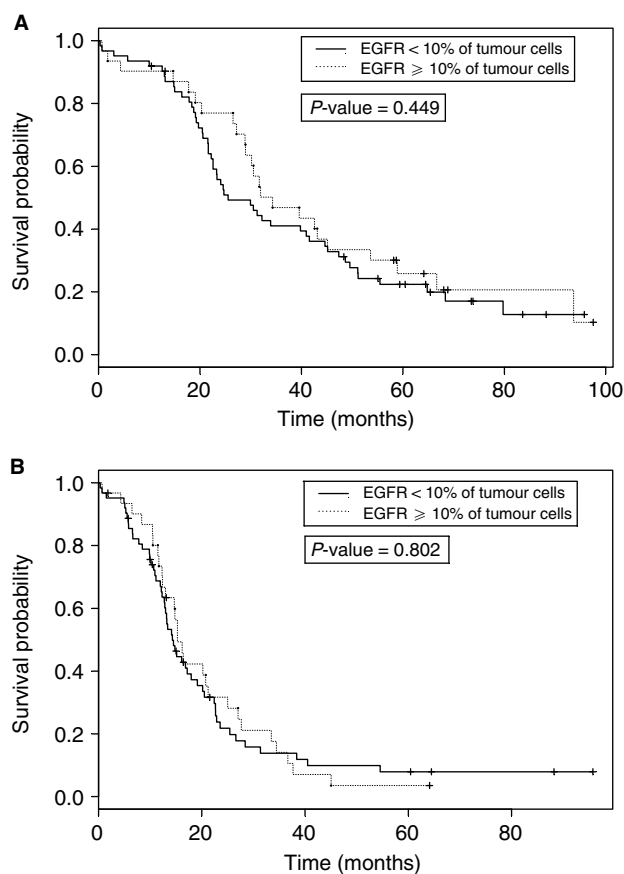 A
1.0
0.8
0.6
0.4
0.2
0.0
Survival probability
EGFR < 10% of tumour cells
EGFR ⩾ 10% of tumour cells
P-value = 0.449
0 20 40 60 80 100
Time (months)
B
1.0
0.8
0.6
0.4
0.2
0.0
Survival probability
EGFR < 10% of tumour cells
EGFR ⩾ 10% of tumour cells
P-value = 0.802
0 20 40 60 80
Time (months)